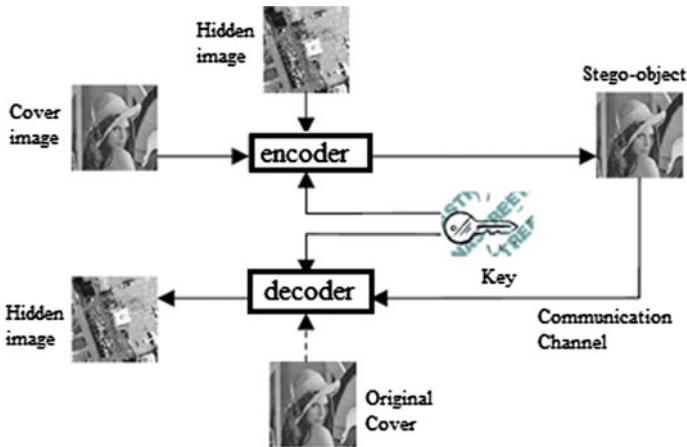 Hidden
image
Stego-object
Cover
image
encoder
Key
decoder
Hidden
image
Communication
Channel
Original
Cover